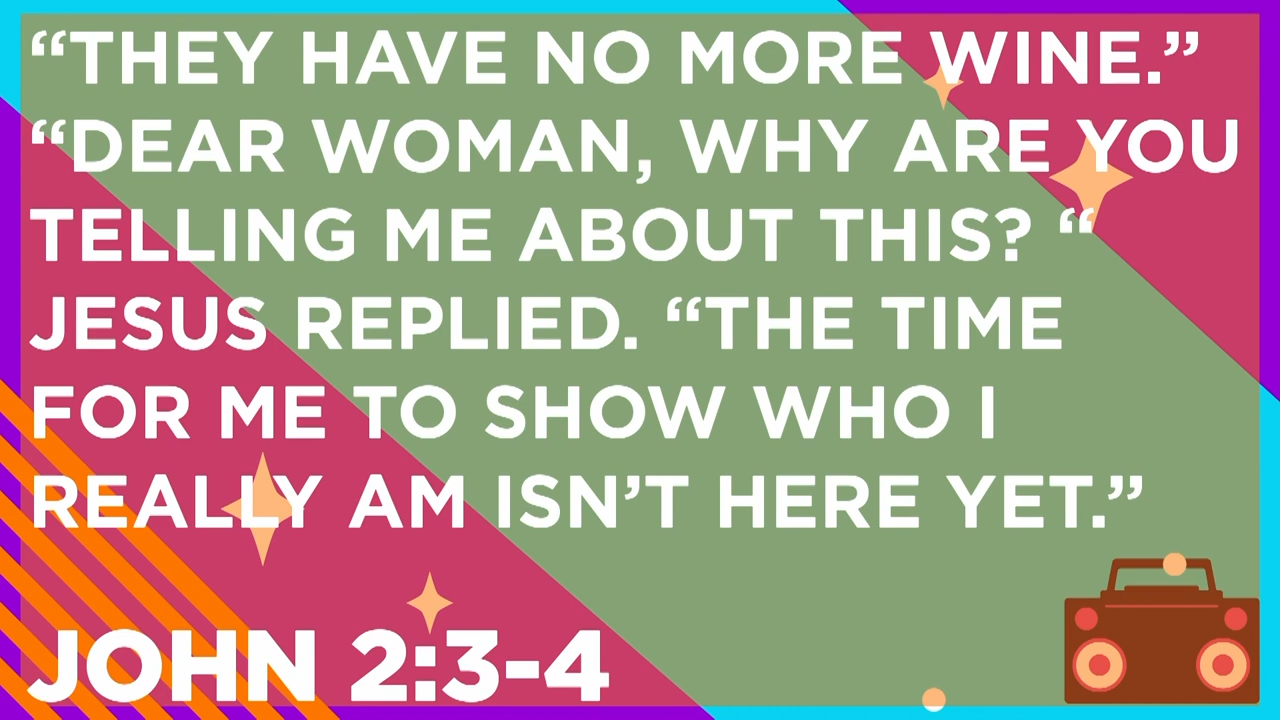 “THEY HAVE NO MORE WINE.”
“DEAR WOMAN, WHY ARE YOU
TELLING ME ABOUT THIS? “
JESUS REPLIED. “THE TIME
FOR ME TO SHOW WHO I
REALLY AM ISN’T HERE YET.”
JOHN 2:3-4